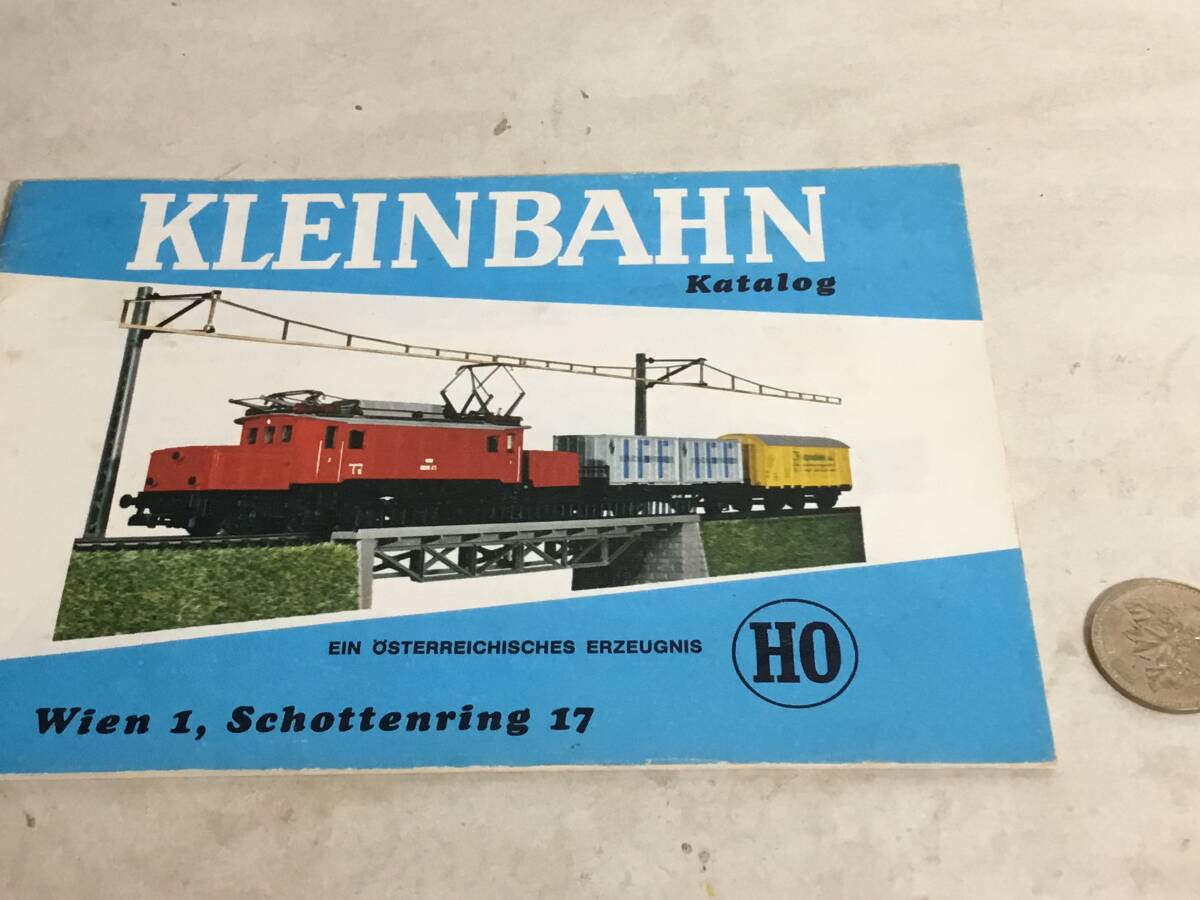 KLEINBAHN
Katalog
EIN ÖSTERREICHISCHES ERZEUGNIS
HO
Wien 1, Schottenring 17